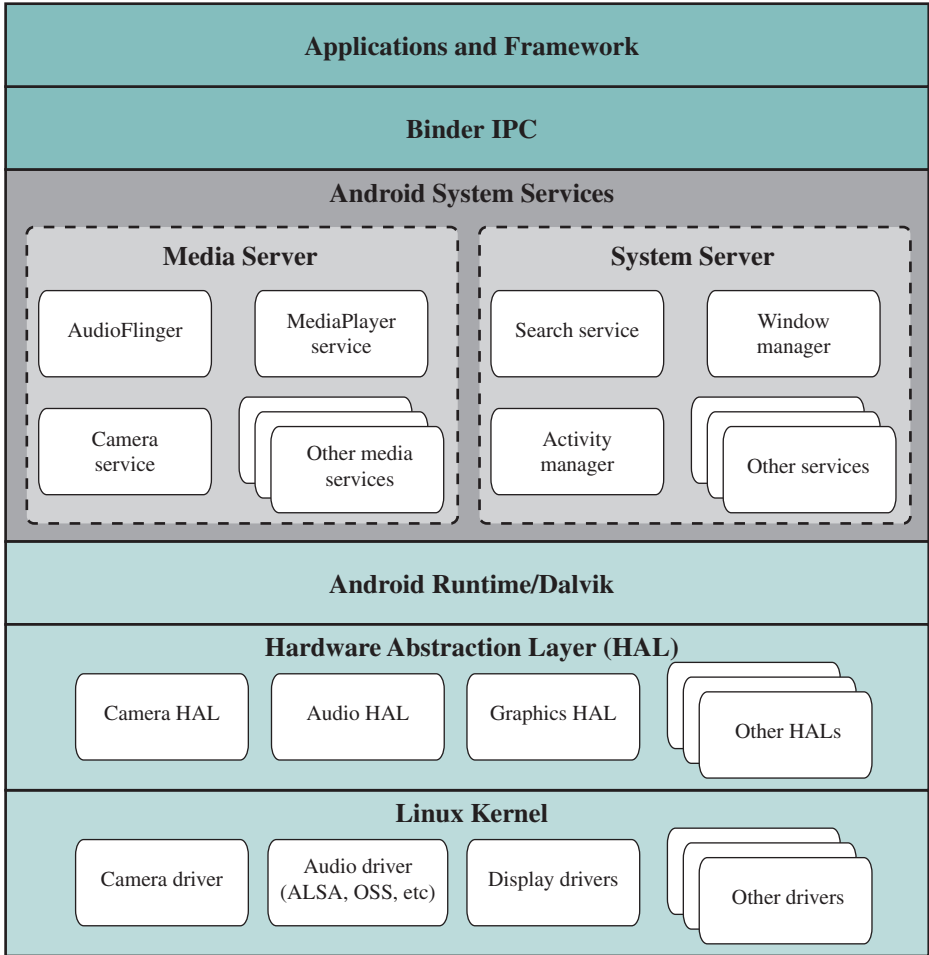 Applications and Framework
Binder IPC
Android System Services
Media Server
AudioFlinger
MediaPlayer
service
Camera
service
Other media
services
System Server
Search service
Window
manager
Activity
manager
Other services
Android Runtime/Dalvik
Hardware Abstraction Layer (HAL)
Camera HAL
Audio HAL
Graphics HAL
Other HALs
Linux Kernel
Camera driver
Audio driver
(ALSA, OSS, etc)
Display drivers
Other drivers